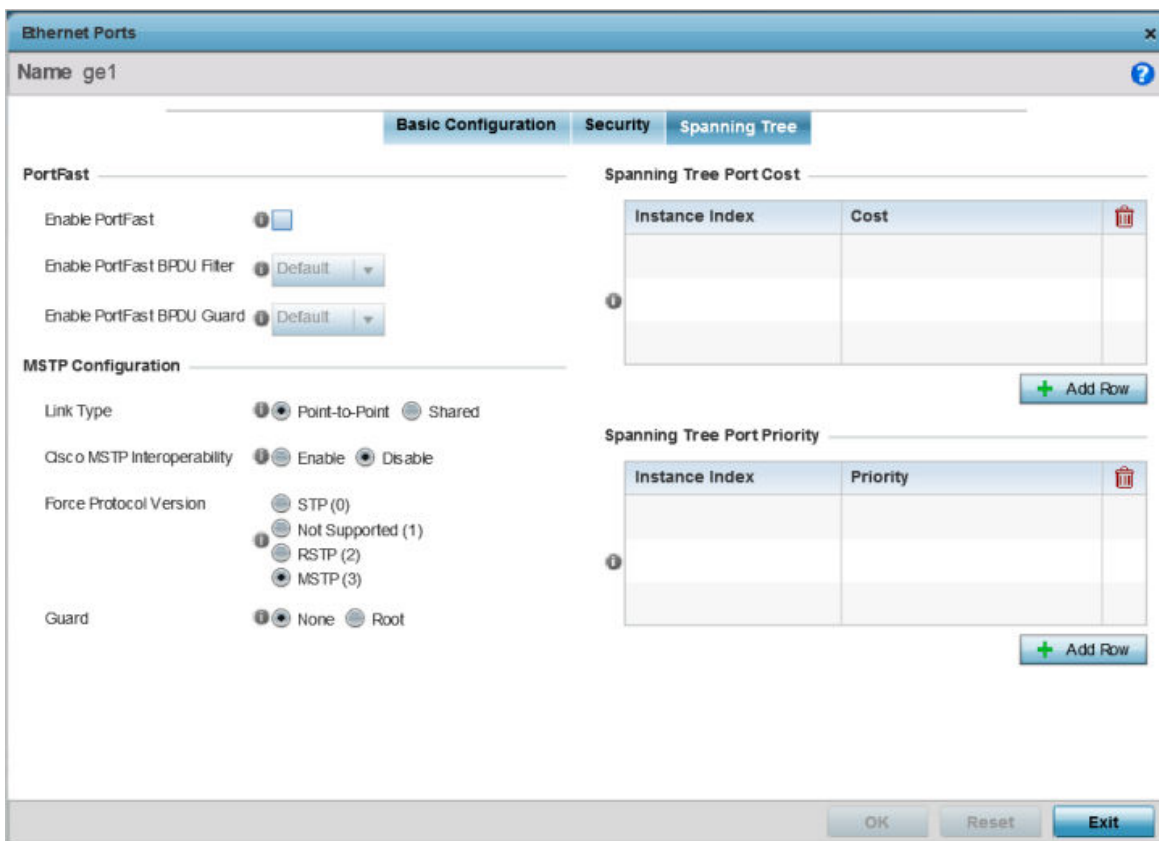 Ethernet Ports
Name ge1
Basic Configuration Security Spanning Tree
PortFast
Enable PortFast
Enable PortFast BPDU Filter Default
Enable PortFast BPDU Guard Default
MSTP Configuration
Link Type Point-to-Point Shared
Cisco MSTP Interoperability Enable Disable
Force Protocol Version STP (0)
Not Supported (1)
RSTP (2)
MSTP (3)
Guard None Root
Spanning Tree Port Cost
Instance Index Cost
Add Row
Spanning Tree Port Priority
Instance Index Priority
Add Row
OK Reset Exit